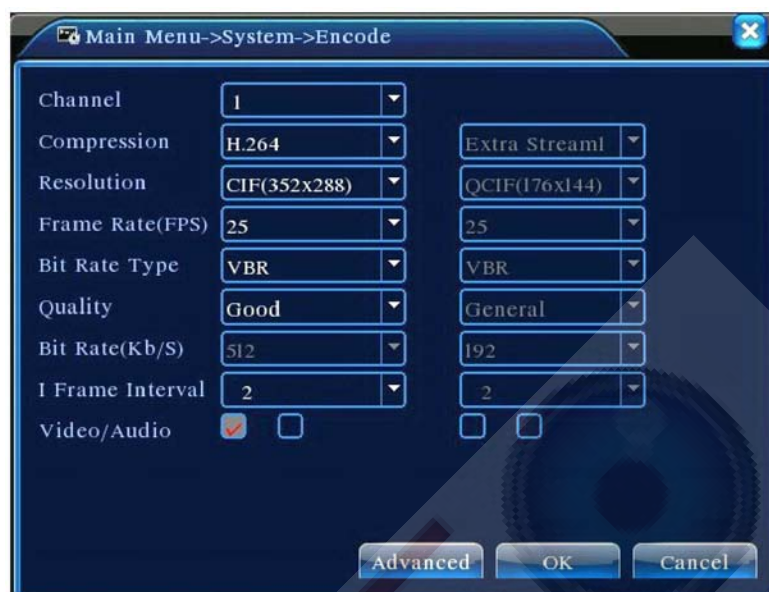 Main Menu->System->Encode
Channel 1
Compression H.264 Extra Stream1
Resolution CIF(352x288) QCIF(176x144)
Frame Rate(FPS) 25 25
Bit Rate Type VBR VBR
Quality Good General
Bit Rate(Kb/S) 512 192
I Frame Interval 2 2
Video/Audio
Advanced OK Cancel